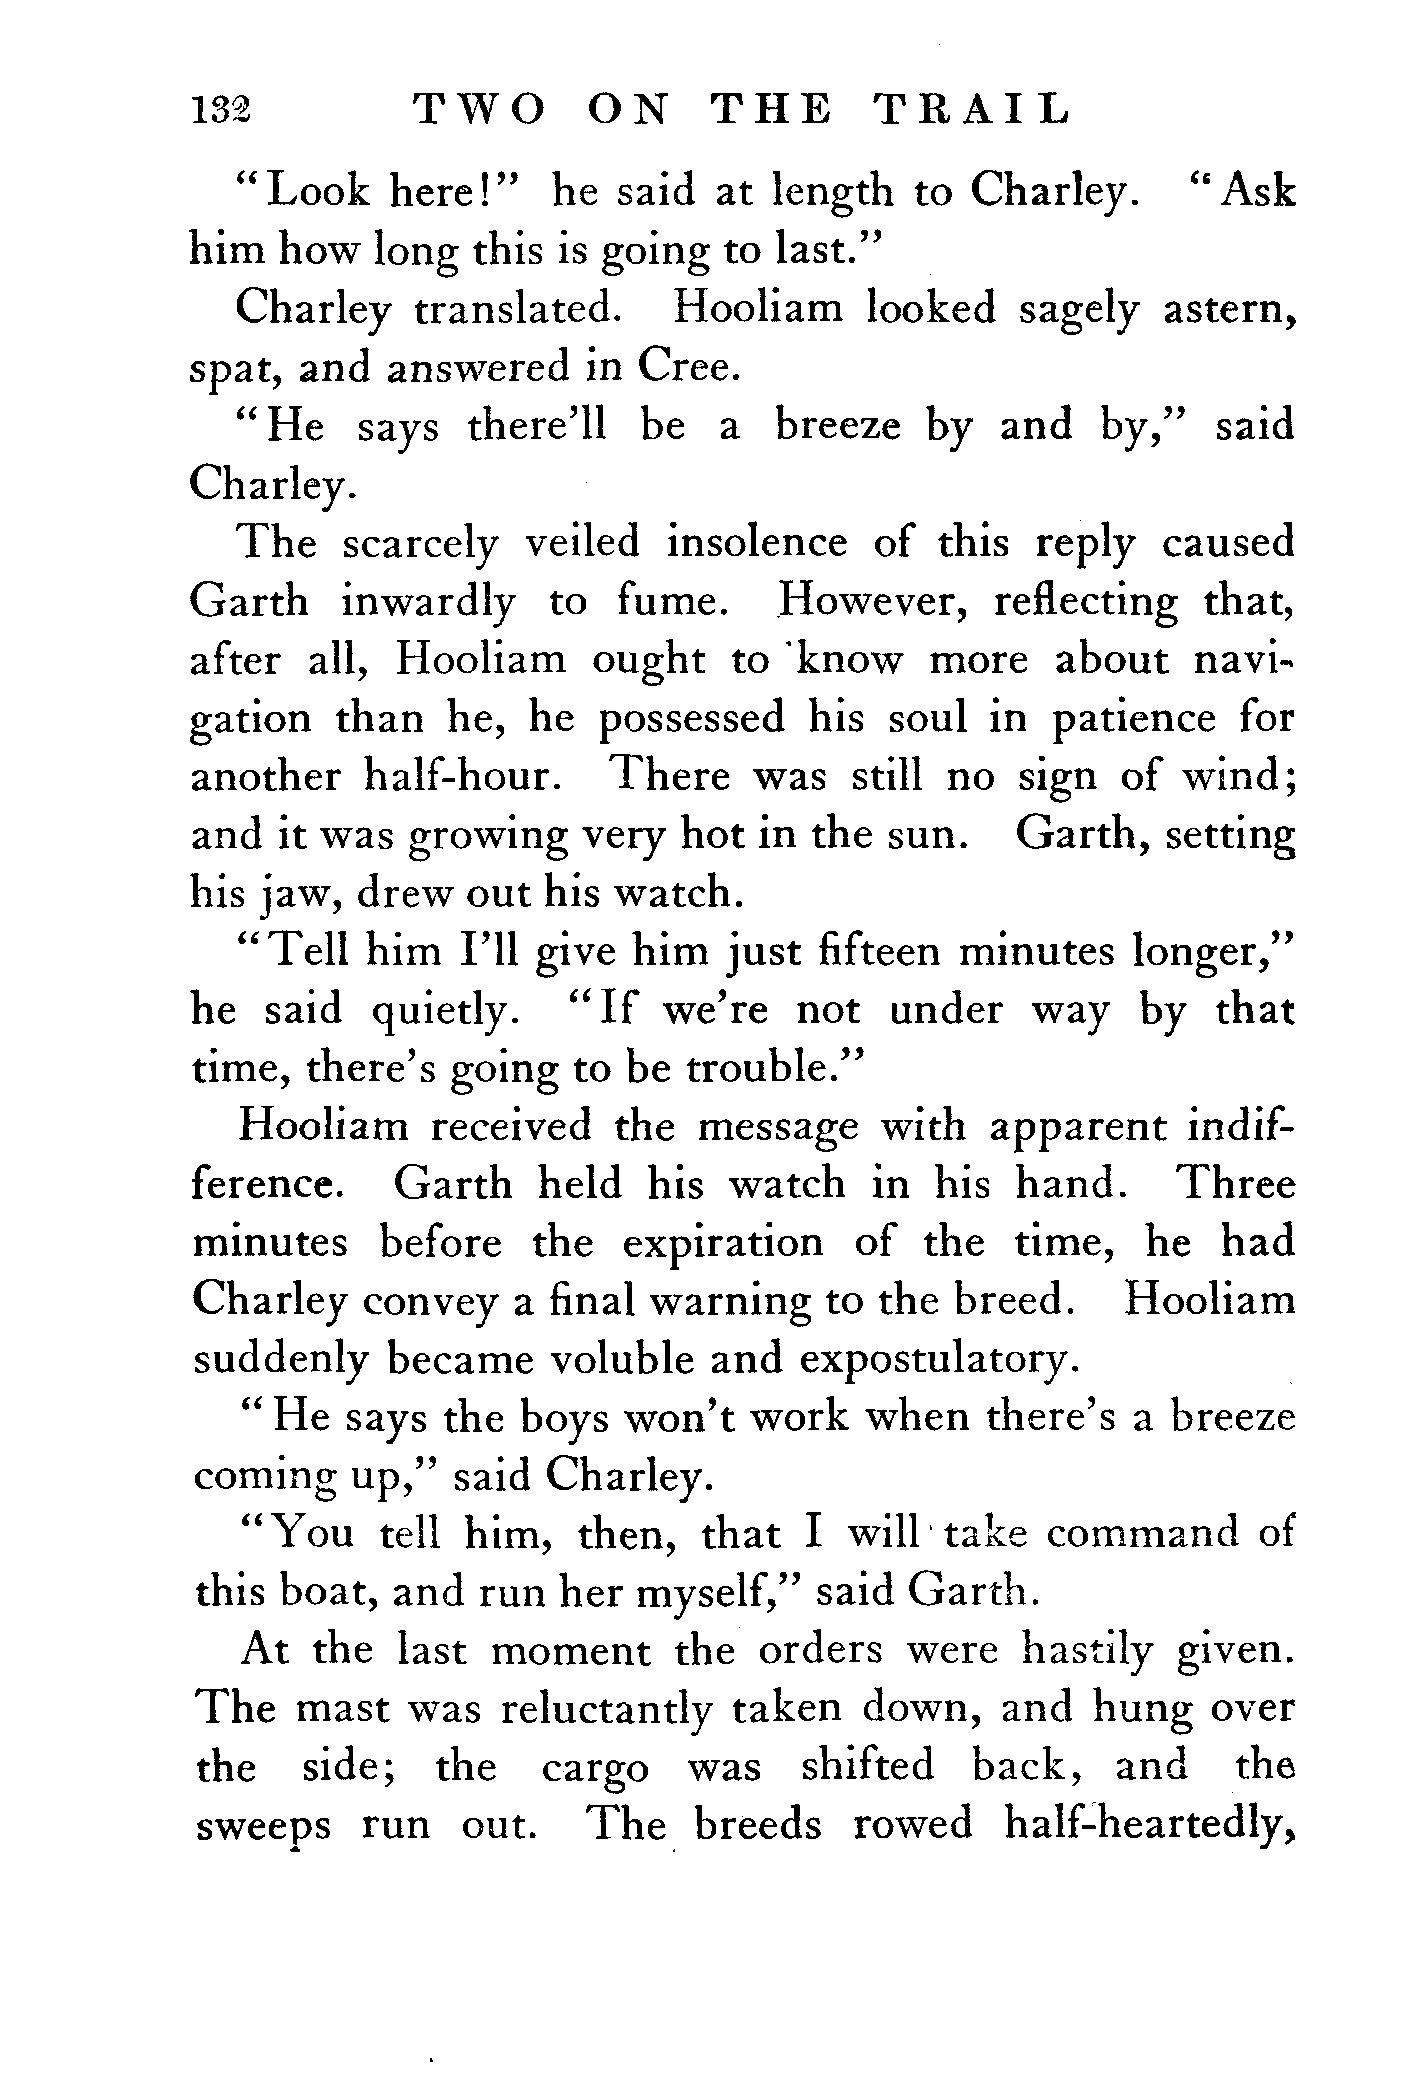 132 TWO ON THE TRAIL
"Look here!" he said at length to Charley. "Ask
him how long this is going to last."
Charley translated. Hooliam looked sagely astern,
spat, and answered in Cree.
"He says there'll be a breeze by and by," said
Charley.
The scarcely veiled insolence of this reply caused
Garth inwardly to fume. However, reflecting that,
after all, Hooliam ought to know more about navi-
gation than he, he possessed his soul in patience for
another half-hour. There was still no sign of wind;
and it was growing very hot in the sun. Garth, setting
his jaw, drew out his watch.
"Tell him I'll give him just fifteen minutes longer,"
he said quietly. "If we're not under way by that
time, there's going to be trouble."
Hooliam received the message with apparent indif-
ference. Garth held his watch in his hand. Three
minutes before the expiration of the time, he had
Charley convey a final warning to the breed. Hooliam
suddenly became voluble and expostulatory.
"He says the boys won't work when there's a breeze
coming up," said Charley.
"You tell him, then, that I will take command of
this boat, and run her myself," said Garth.
At the last moment the orders were hastily given.
The mast was reluctantly taken down, and hung over
the side; the cargo was shifted back, and the
sweeps run out. The breeds rowed half-heartedly,